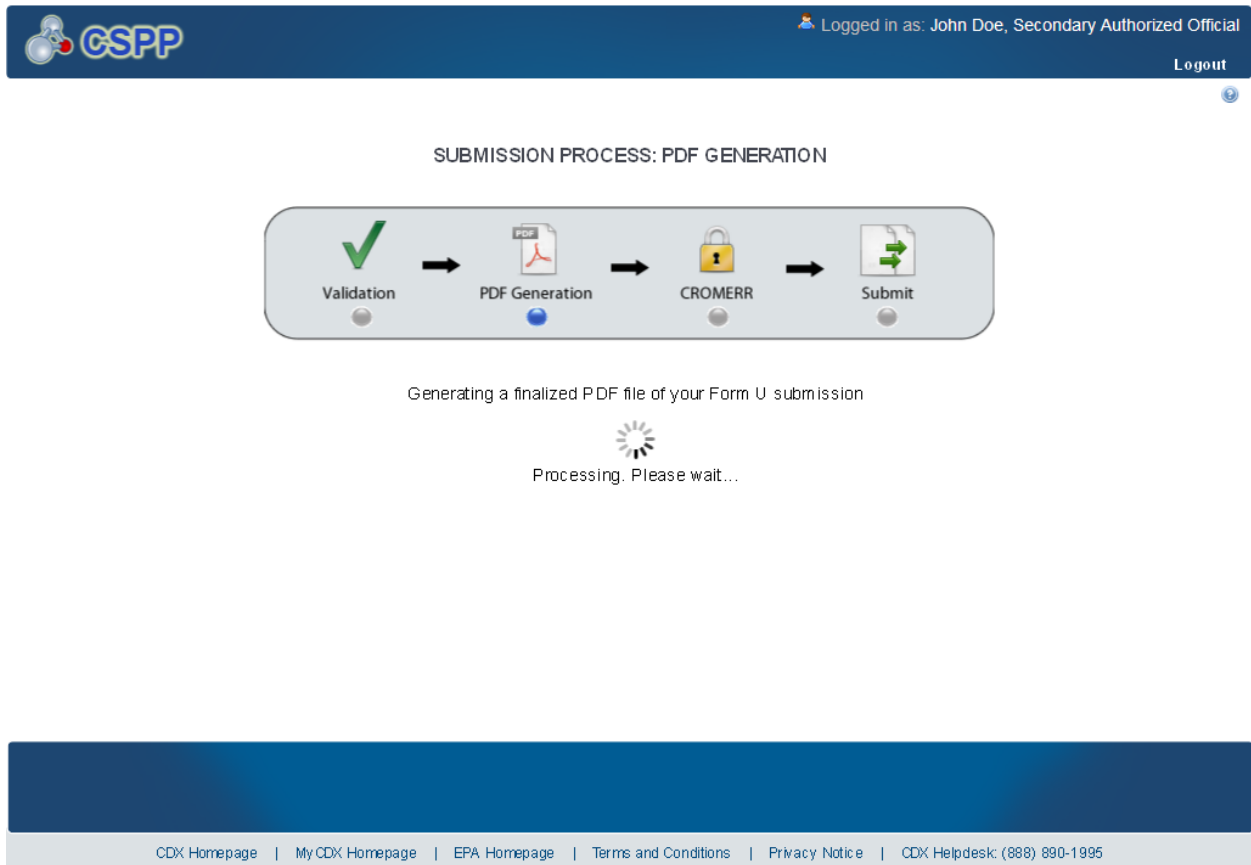 CSPP
Logged in as: John Doe, Secondary Authorized Official
Logout
SUBMISSION PROCESS: PDF GENERATION
PDF
Validation PDF Generation CROMERR Submit
Generating a finalized PDF file of your Form U submission
Processing. Please wait...
CDX Homepage | MyCDX Homepage | EPA Homepage | Terms and Conditions | Privacy Notice | CDX Helpdesk: (888) 890-1995